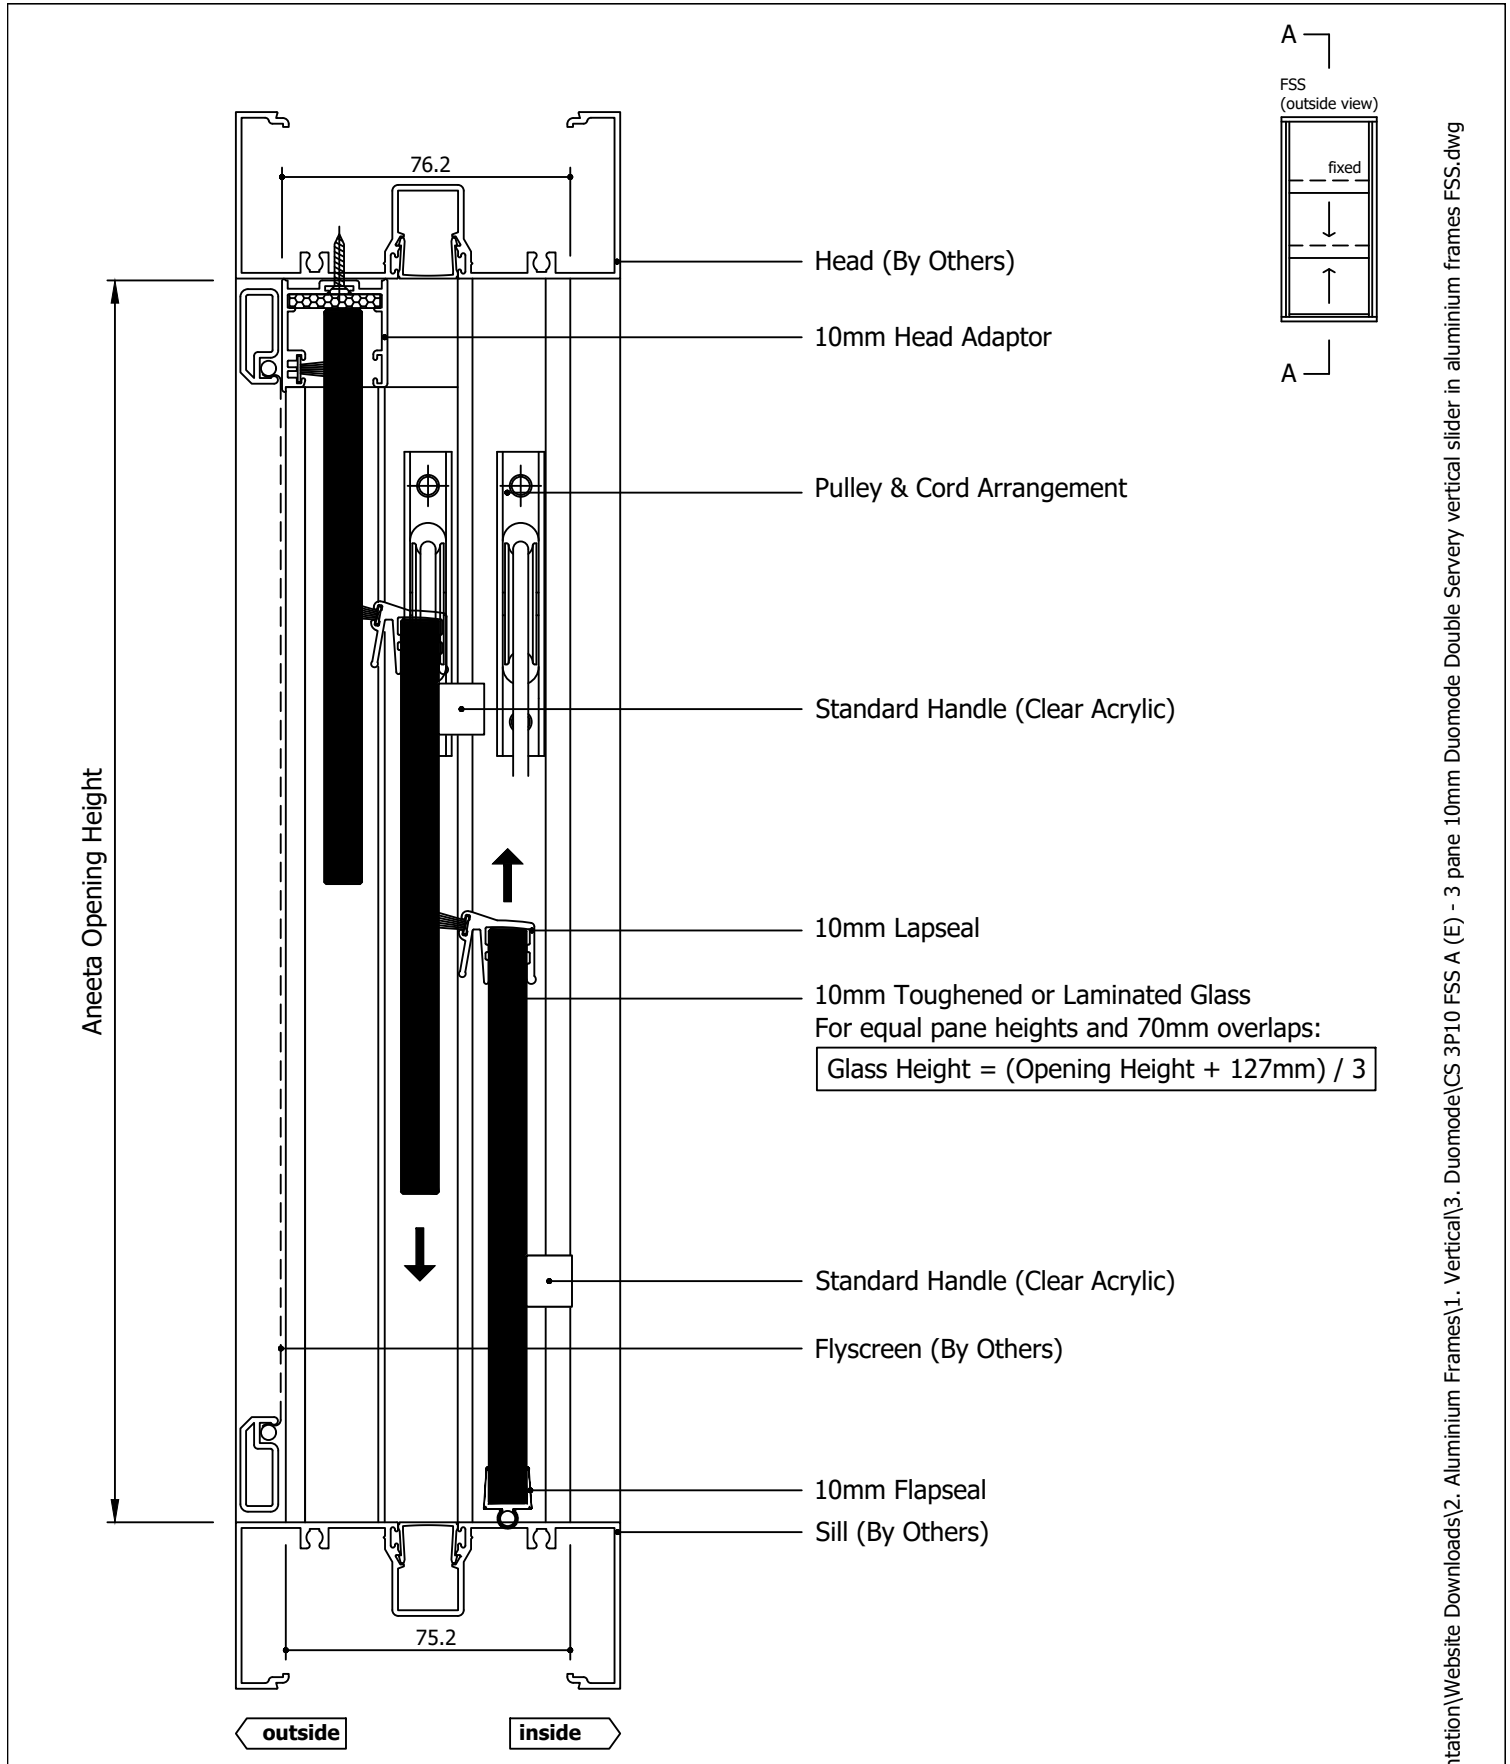 A
FSS
(outside view)
fixed
A
76.2
Head (By Others)
10mm Head Adaptor
Pulley & Cord Arrangement
Standard Handle (Clear Acrylic)
Aneeta Opening Height
10mm Lapseal
10mm Toughened or Laminated Glass
For equal pane heights and 70mm overlaps:
Glass Height = (Opening Height + 127mm) / 3
Standard Handle (Clear Acrylic)
Flyscreen (By Others)
10mm Flapseal
Sill (By Others)
75.2
outside
inside
ntation\Website Downloads\2. Aluminium Frames\1. Vertical\3. Duomode\CS 3P10 FSS A (E) - 3 pane 10mm Duomode Double Servery vertical slider in aluminium frames FSS.dwg